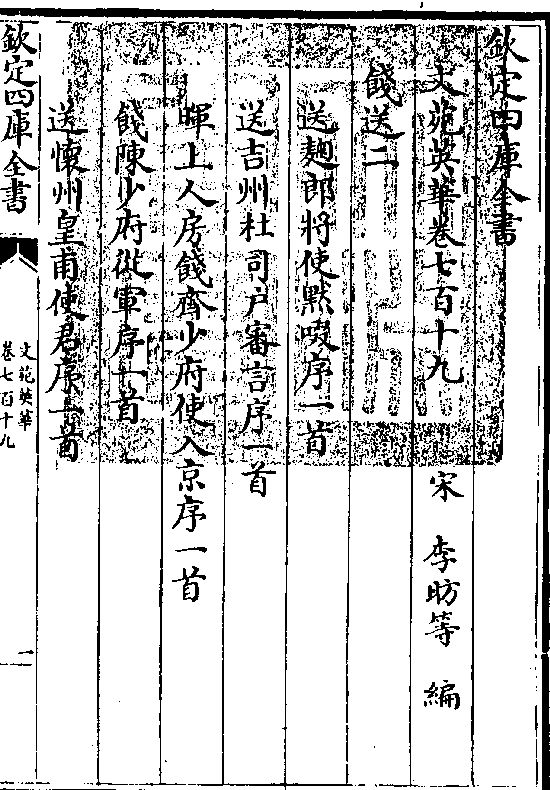 欽定四庫全書
文苑英華卷七百十九
宋 李昉等 編
餞送二
送麹郎將使默啜序一首
送吉州杜司戶審言序一首
暉上人房餞齊少府使入京序一首
餞陳少府從軍序一首
送懷州皇甫使君序一首
欽定四庫全書
文苑英華
卷七百十九
一